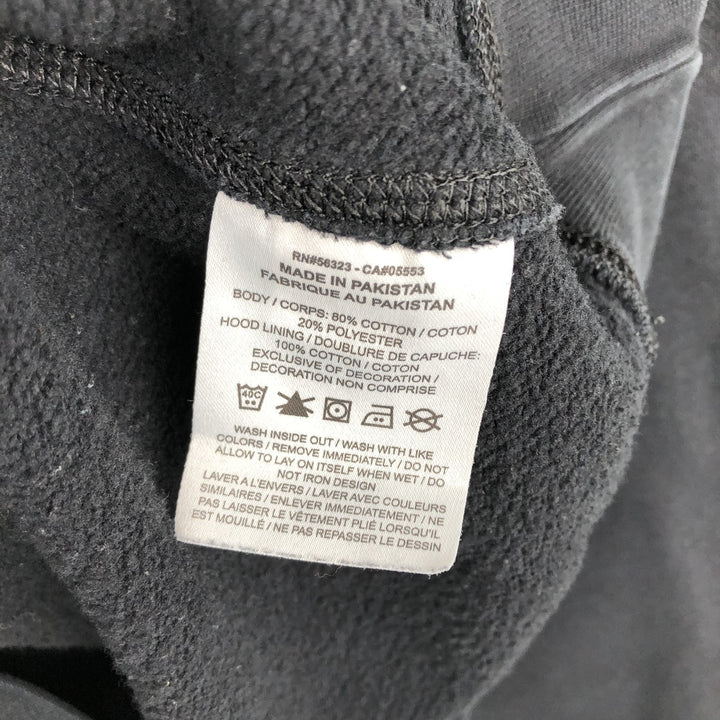 RN#56323 - CA#05553
MADE IN PAKISTAN
FABRIQUE AU PAKISTAN
BODY / CORPS: 80% COTTON / COTON
20% POLYESTER
HOOD LINING / DOUBLURE DE CAPUCHE:
100% COTTON / COTON
EXCLUSIVE OF DECORATION /
DECORATION NON COMPRISE
40C
WASH INSIDE OUT / WASH WITH LIKE
COLORS / REMOVE IMMEDIATELY / DO NOT
ALLOW TO LAY ON ITSELF WHEN WET / DO
NOT IRON DESIGN
LAVER A L'ENVERS / LAVER AVEC COULEURS
SIMILAIRES / ENLEVER IMMEDIATEMENT / NE
PAS LAISSER LE VÊTEMENT PLIÉ LORSQU'IL
EST MOUILLÉ / NE PAS REPASSER LE DESSIN